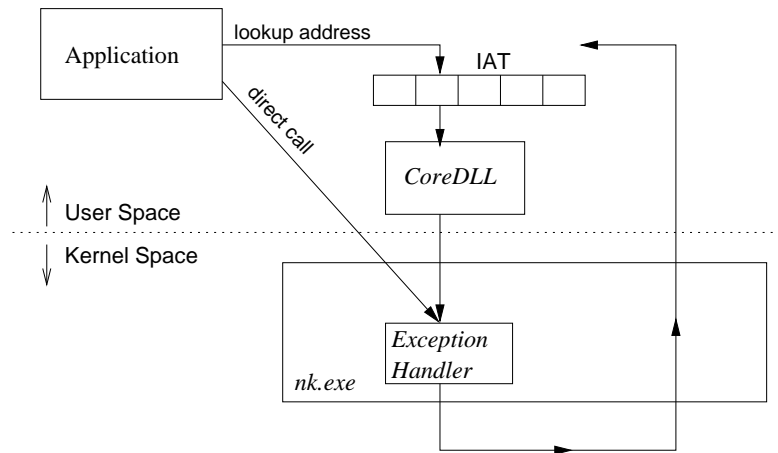 lookup address
Application
IAT
direct call
CoreDLL
User Space
Kernel Space
Exception
Handler
nk.exe